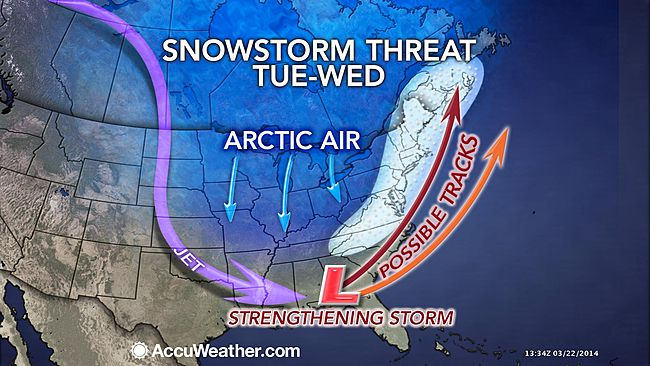 SNOWSTORM THREAT
TUE-WED
ARCTIC AIR
POSSIBLE TRACKS
JET
L
STRENGTHENING STORM
AccuWeather.com
13:34Z 03/22/2014